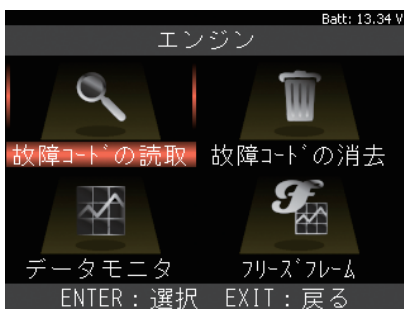 Batt: 13.34 V
エンジン
故障ｺｰﾄﾞの読取 故障ｺｰﾄﾞの消去
データモニタ ﾌﾘｰｽﾞﾌﾚｰﾑ
ENTER：選択 EXIT：戻る